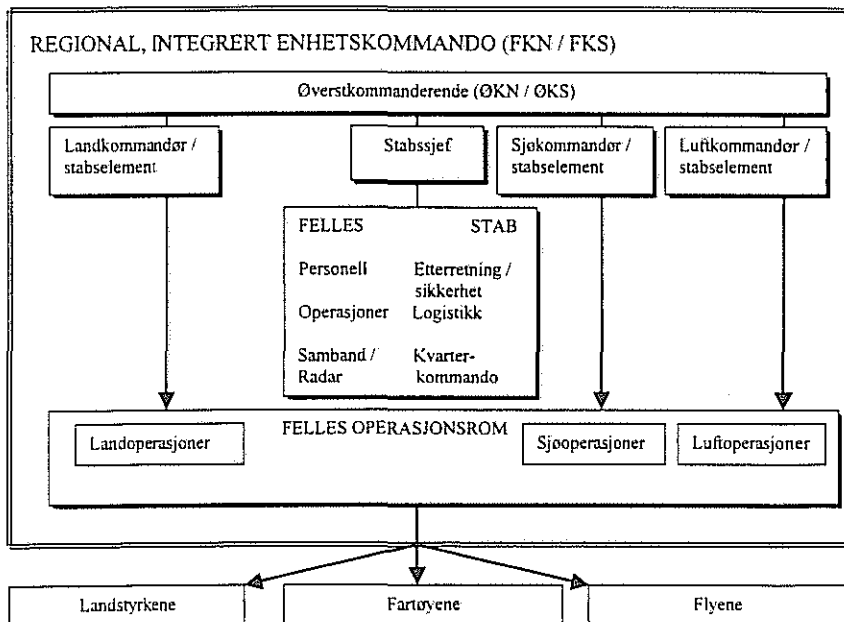 REGIONAL, INTEGRERT ENHETSKOMMANDO (FKN / FKS)
Øverstkommanderende (ØKN / ØKS)
Landkommandør /
stabselement
Stabssjef
Sjøkommandør /
stabselement
Luftkommandør /
stabselement
FELLES STAB
Personell Etterretning /
sikkerhet
Operasjoner Logistikk
Samband / Kvarter-
Radar kommando
FELLES OPERASJONSROM
Landoperasjoner
Sjøoperasjoner
Luftoperasjoner
Landstyrkene
Fartøyene
Flyene